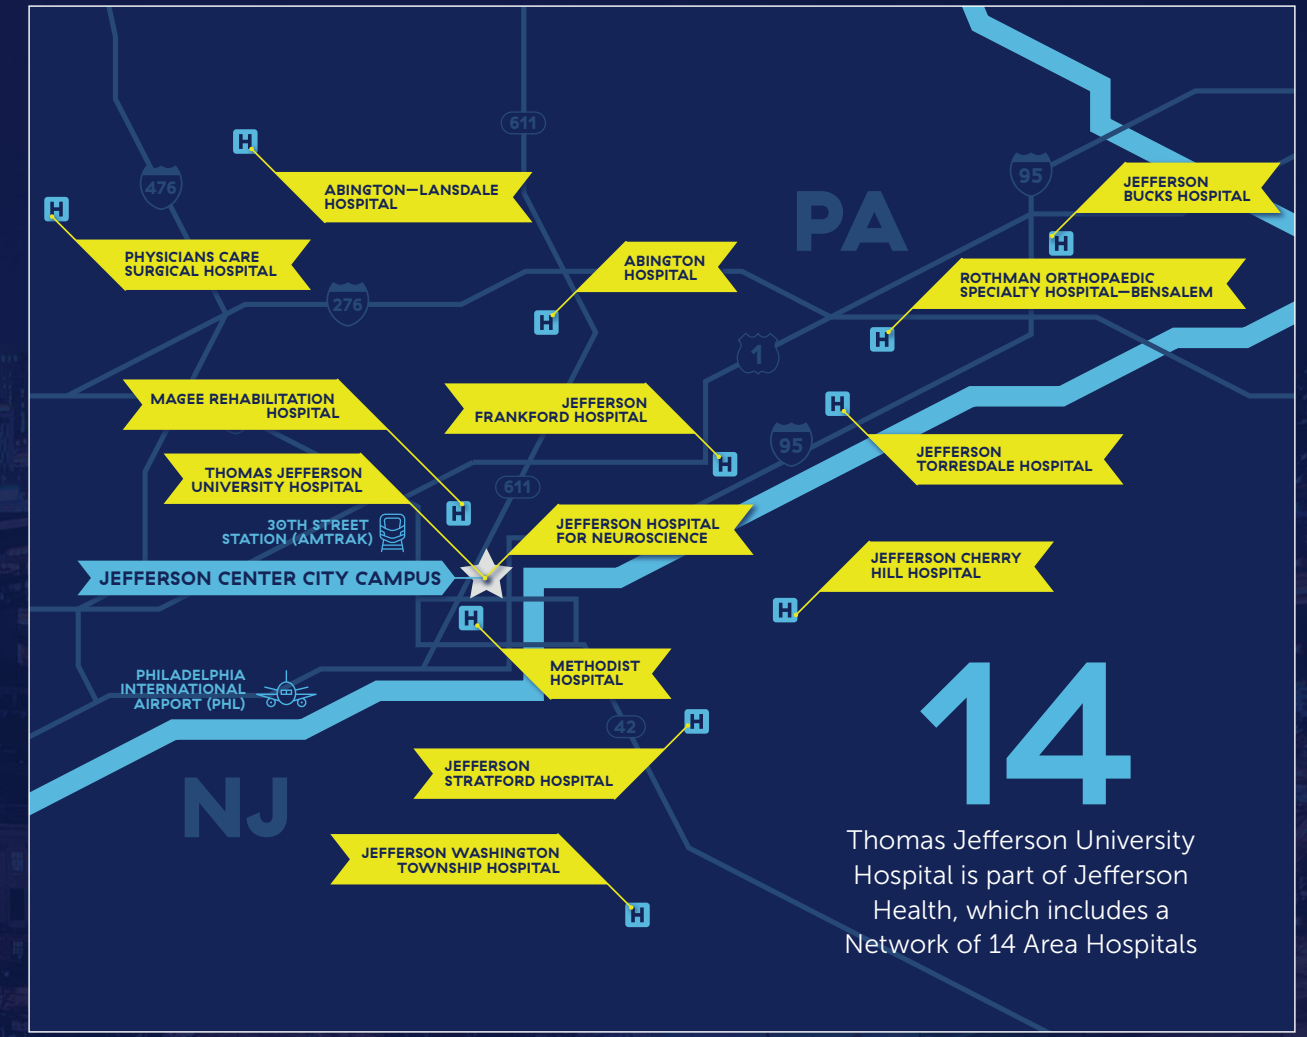 611
476
ABINGTON—LANSDALE
HOSPITAL
95
JEFFERSON
BUCKS HOSPITAL
PA
PHYSICIANS CARE
SURGICAL HOSPITAL
ABINGTON
HOSPITAL
ROTHMAN ORTHOPAEDIC
SPECIALTY HOSPITAL—BENSALEM
276
1
MAGEE REHABILITATION
HOSPITAL
JEFFERSON
FRANKFORD HOSPITAL
95
JEFFERSON
TORRESDALE HOSPITAL
THOMAS JEFFERSON
UNIVERSITY HOSPITAL
611
30TH STREET
STATION (AMTRAK)
JEFFERSON HOSPITAL
FOR NEUROSCIENCE
JEFFERSON CENTER CITY CAMPUS
JEFFERSON CHERRY
HILL HOSPITAL
METHODIST
HOSPITAL
PHILADELPHIA
INTERNATIONAL
AIRPORT (PHL)
42
NJ
JEFFERSON
STRATFORD HOSPITAL
JEFFERSON WASHINGTON
TOWNSHIP HOSPITAL
H
H
H
H
H
H
H
H
H
H
H
H
H
14
Thomas Jefferson University
Hospital is part of Jefferson
Health, which includes a
Network of 14 Area Hospitals